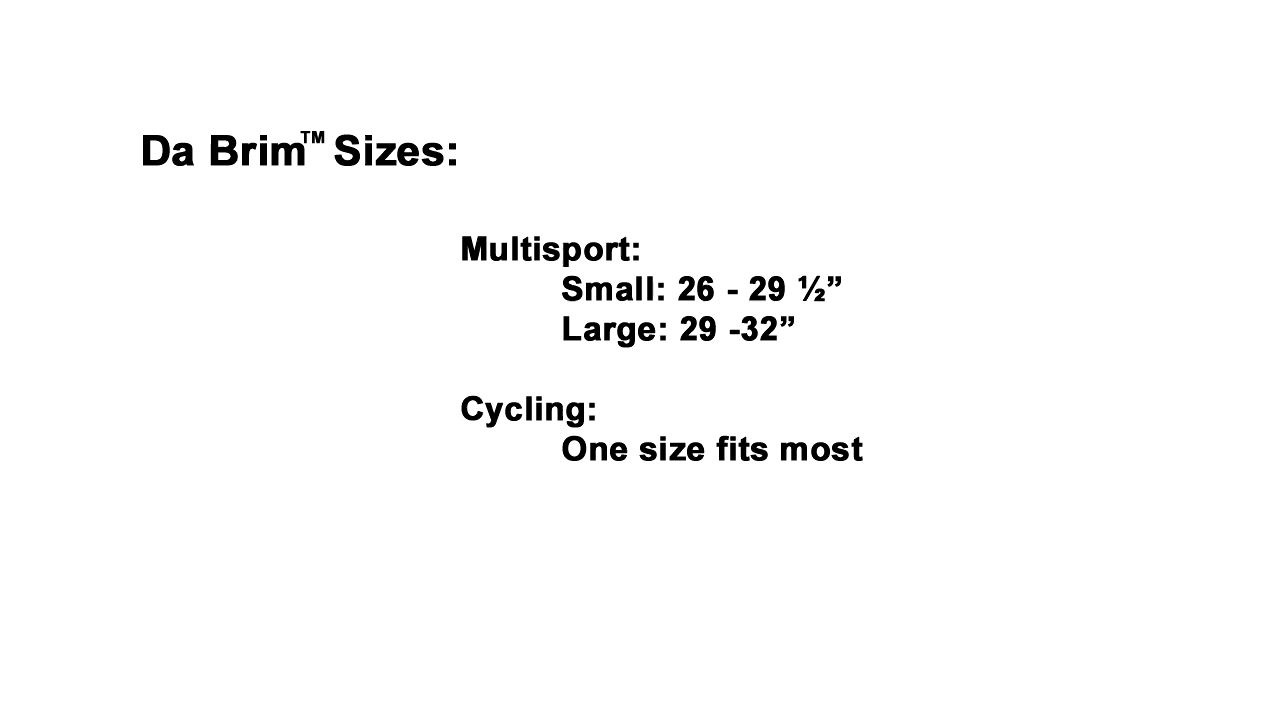 Da Brim™ Sizes:
Multisport:
Small: 26 - 29 ½”
Large: 29 -32”
Cycling:
One size fits most